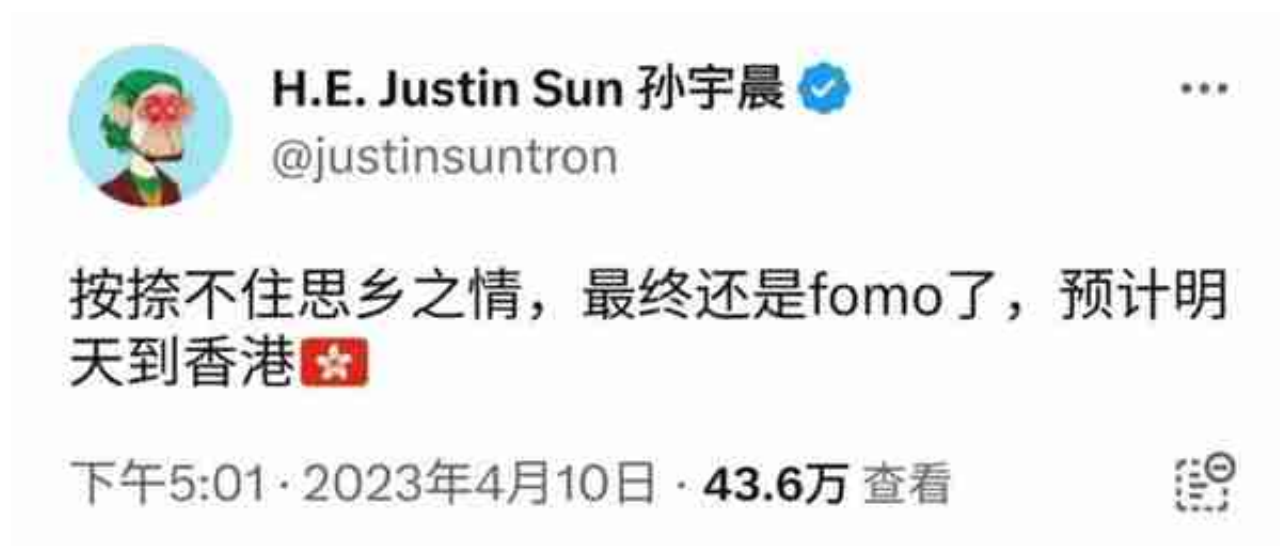 H.E. Justin Sun 孙宇晨
@justinsuntron
按捺不住思乡之情，最终还是fomo了，预计明
天到香港🇭🇰
下午5:01 · 2023年4月10日 · 43.6万 查看